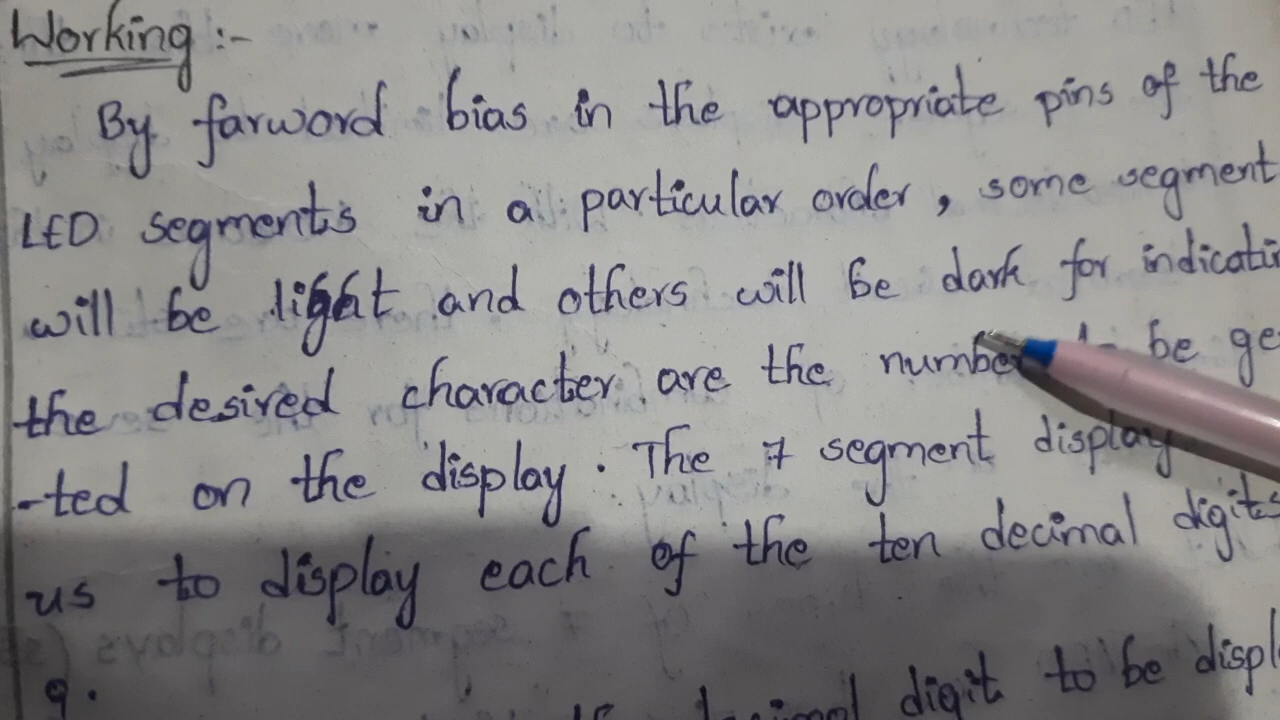 Working :-
By farword bias in the appropriate pins of the
LED segments in a particular order, some segment
will be light and others will be dark for indicati
the desired character are the number be ge
-ted on the display. The 7 segment display
us to display each of the ten decimal digits
9.
digit to be displ